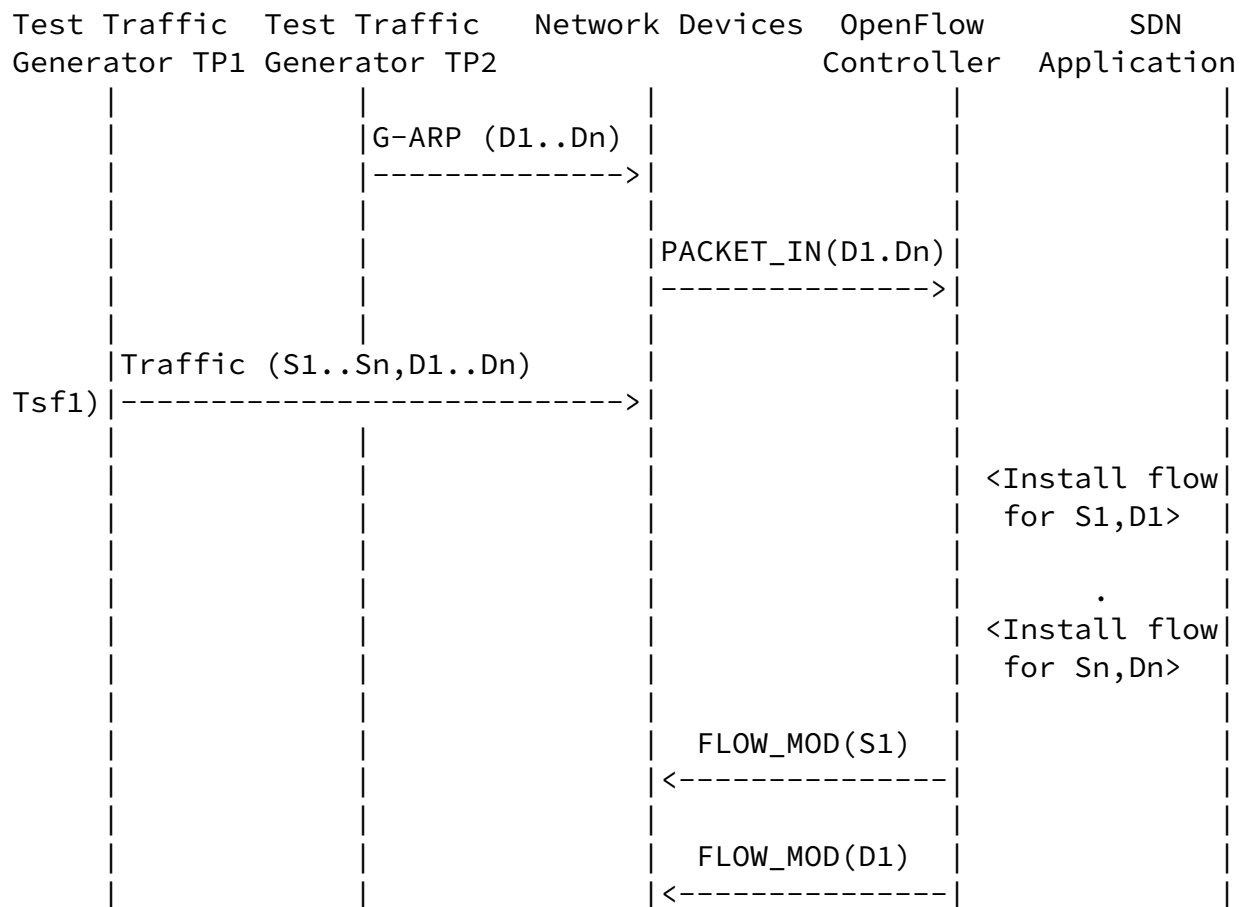 Test Traffic Test Traffic Network Devices OpenFlow SDN
Generator TP1 Generator TP2 Controller Application
G-ARP (D1..Dn)
PACKET_IN(D1.Dn)
Traffic (S1..Sn,D1..Dn)
Tsf1)
<Install flow
for S1,D1>
.
<Install flow
for Sn,Dn>
FLOW_MOD(S1)
FLOW_MOD(D1)